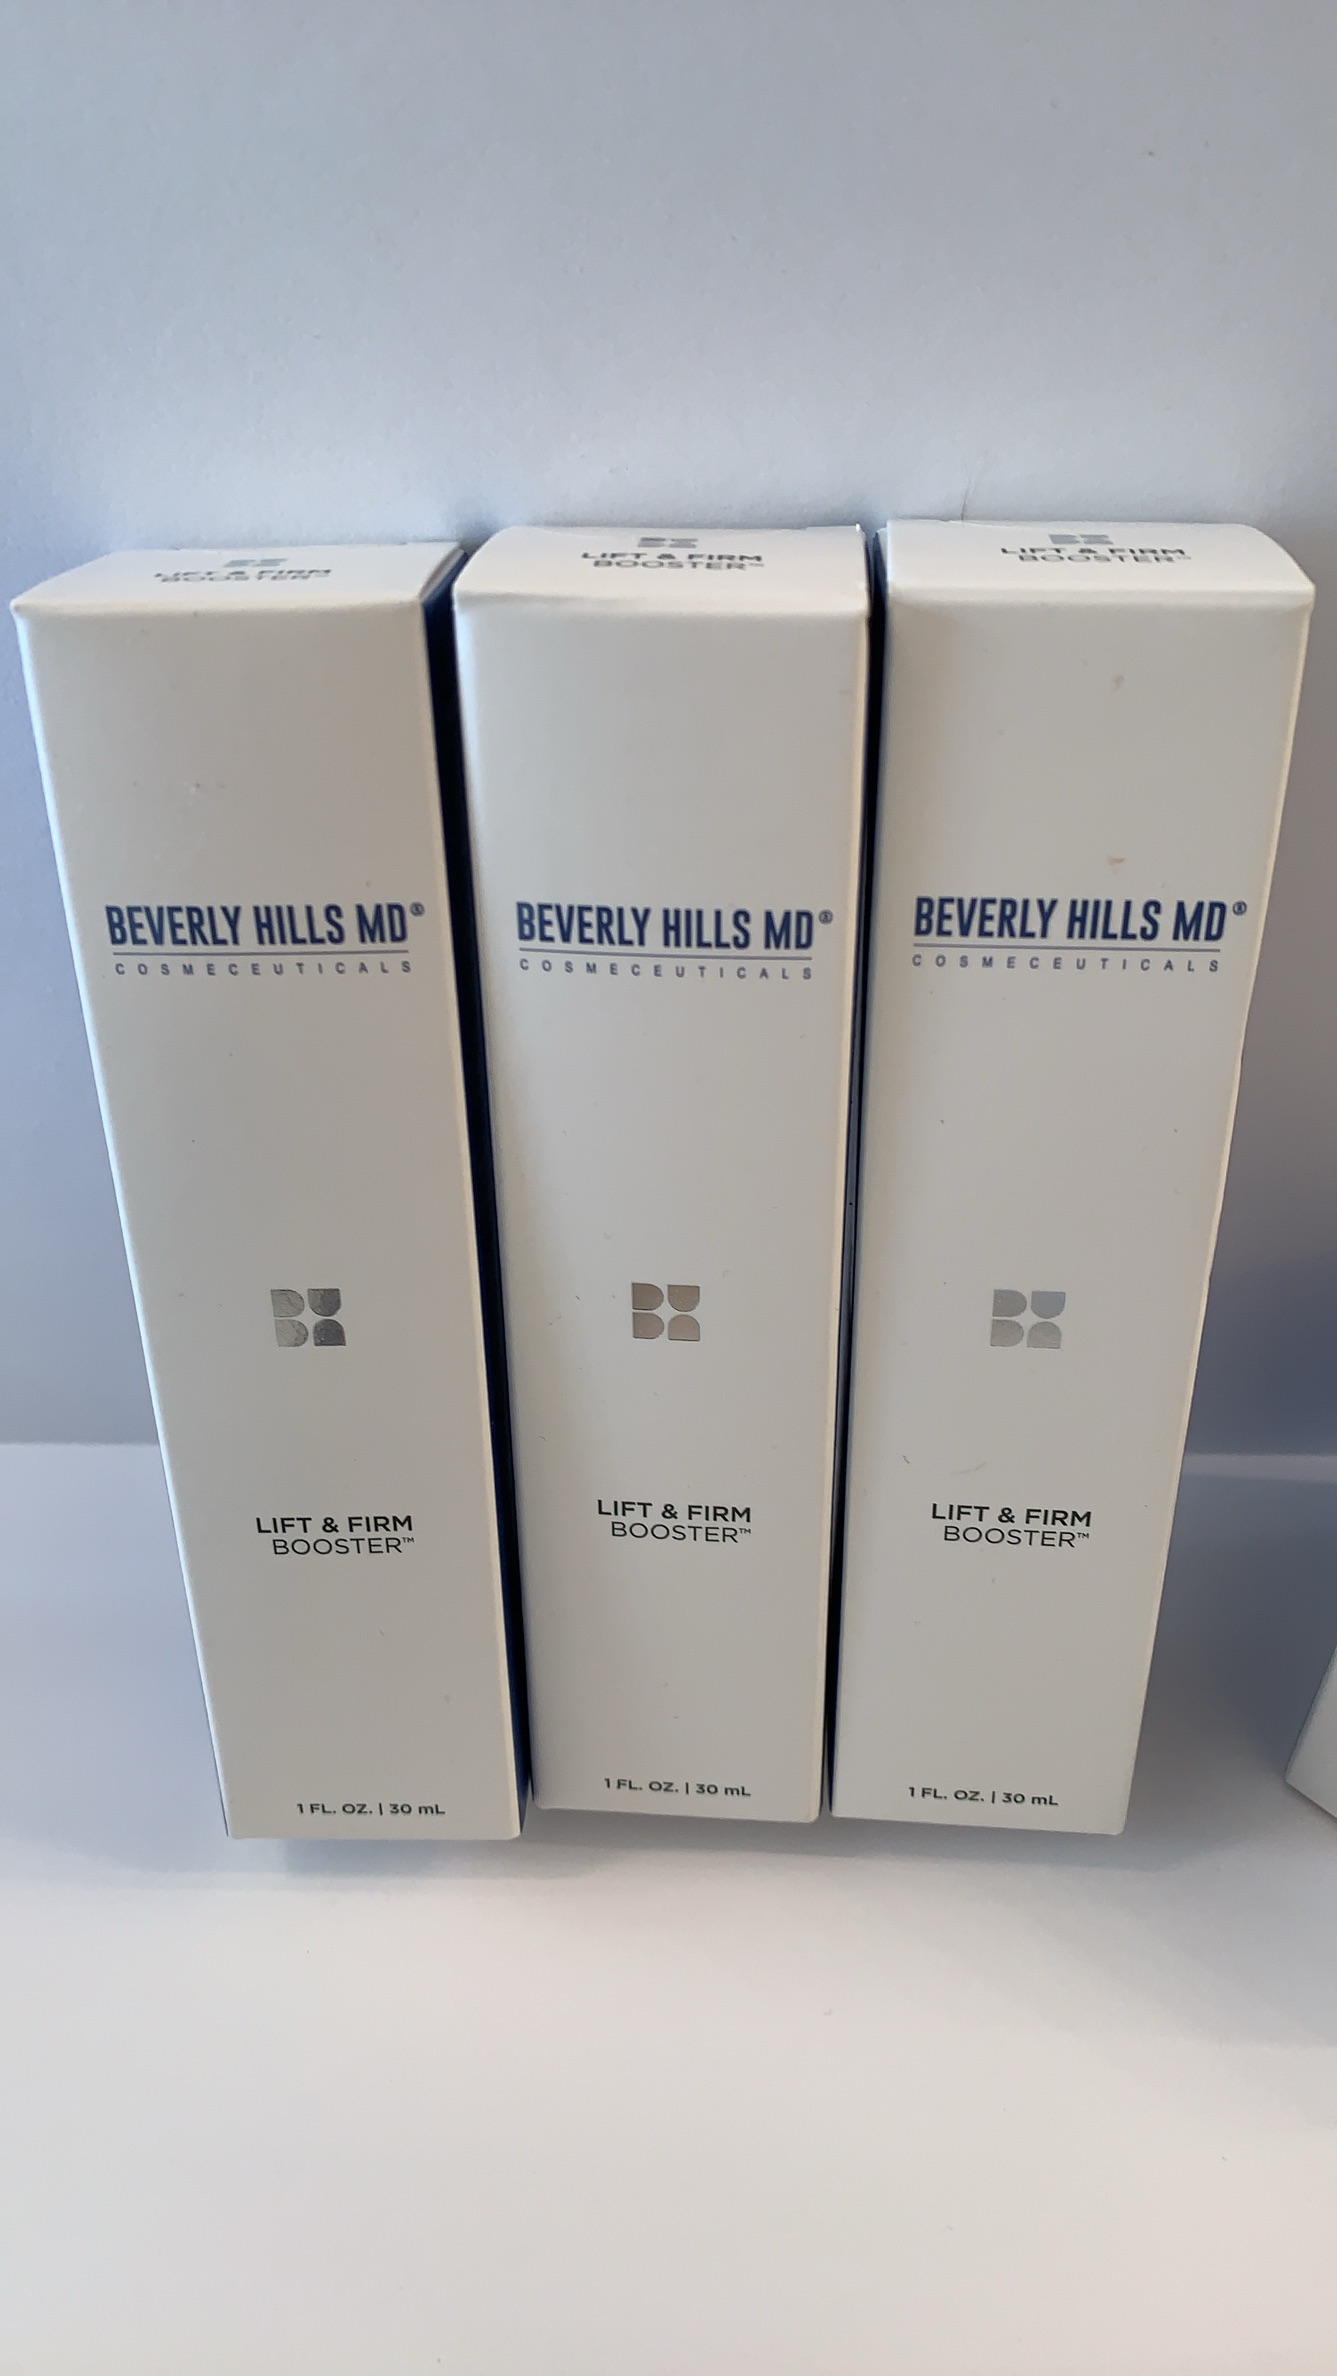 LIFT & FIRM
BOOSTER™
BEVERLY HILLS MD®
COSMECEUTICALS
LIFT & FIRM
BOOSTER™
1 FL. OZ. | 30 mL
LIFT & FIRM
BOOSTER™
BEVERLY HILLS MD®
COSMECEUTICALS
LIFT & FIRM
BOOSTER™
1 FL. OZ. | 30 mL
LIFT & FIRM
BOOSTER™
BEVERLY HILLS MD®
COSMECEUTICALS
LIFT & FIRM
BOOSTER™
1 FL. OZ. | 30 mL